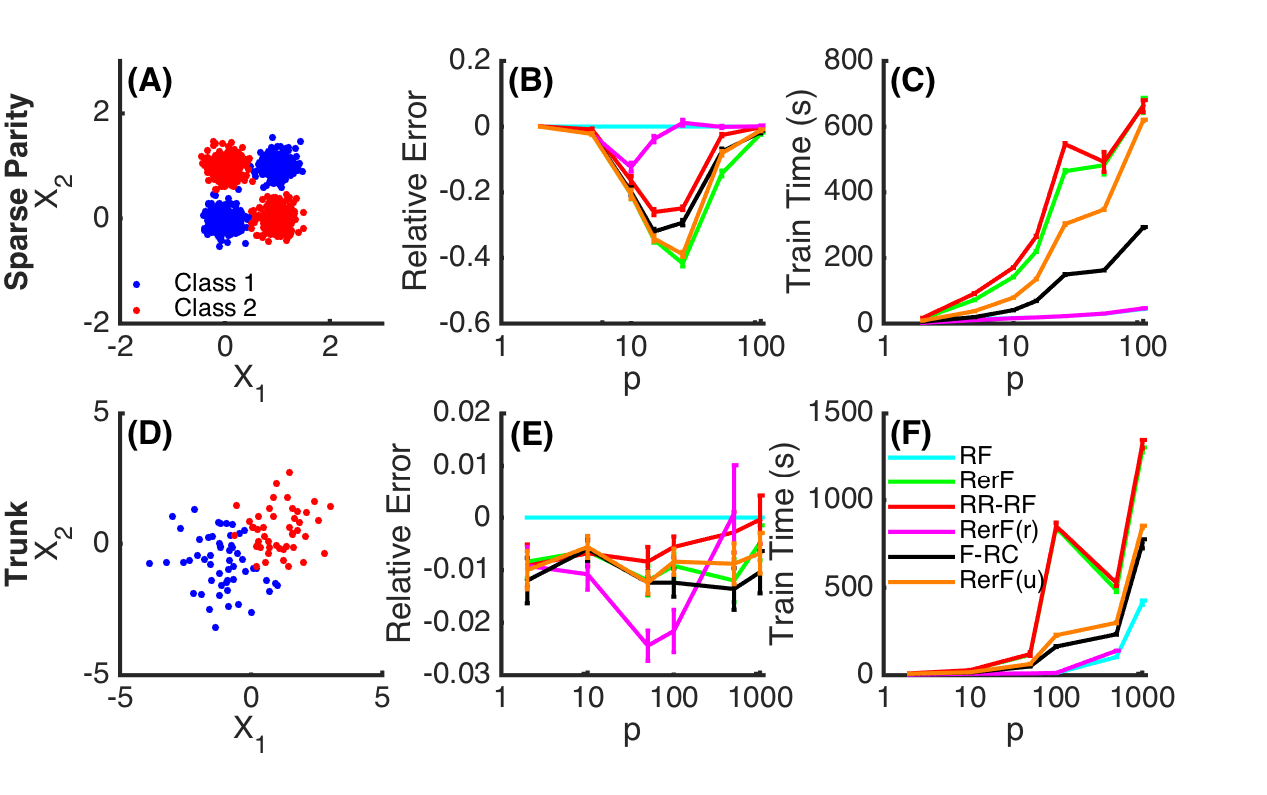 Sparse Parity
(A)
X2
2
0
-2
-2
0
2
X1
Class 1
Class 2
(B)
Relative Error
0.2
0
-0.2
-0.4
-0.6
1
10
100
p
(C)
Train Time (s)
800
600
400
200
0
1
10
100
p
Trunk
(D)
X2
5
0
-5
-5
0
5
X1
(E)
Relative Error
0.02
0.01
0
-0.01
-0.02
-0.03
1
10
100
1000
p
(F)
Train Time (s)
1500
1000
500
0
1
10
100
1000
p
RF
RerF
RR-RF
RerF(r)
F-RC
RerF(u)